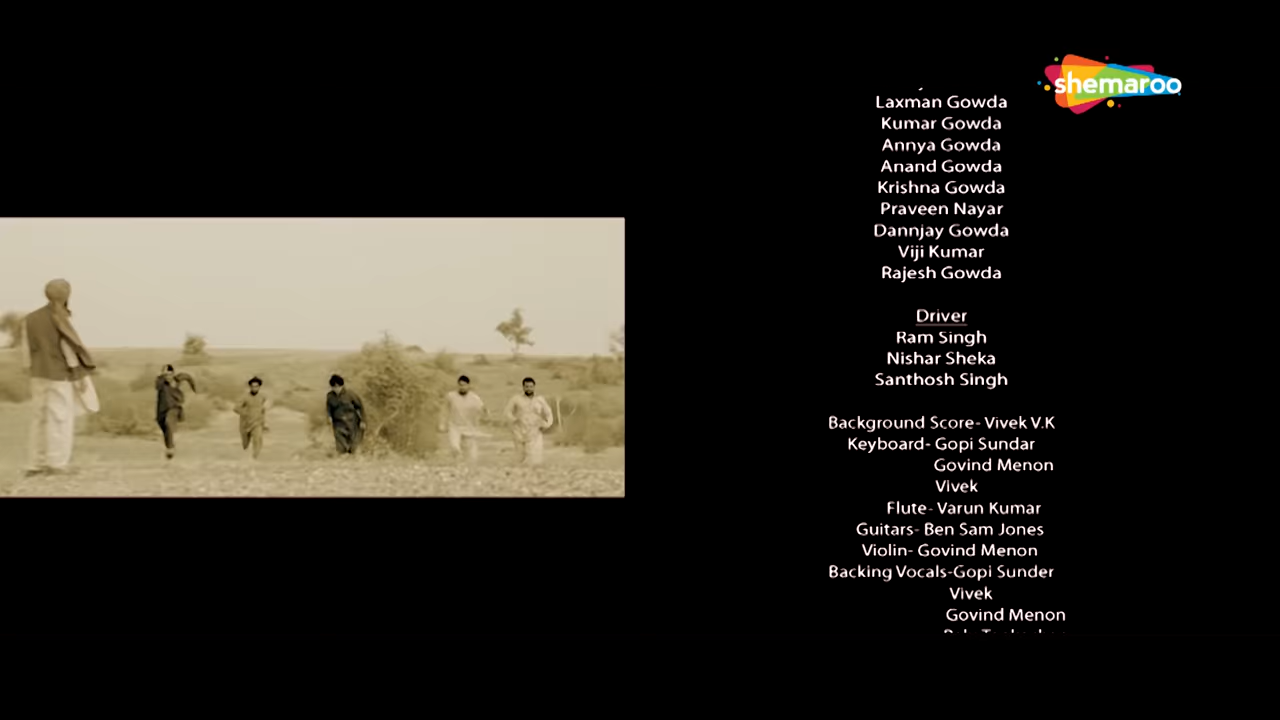 shemaroo
Laxman Gowda
Kumar Gowda
Annya Gowda
Anand Gowda
Krishna Gowda
Praveen Nayar
Dannjay Gowda
Viji Kumar
Rajesh Gowda
Driver
Ram Singh
Nishar Sheka
Santhosh Singh
Background Score- Vivek V.K
Keyboard- Gopi Sundar
Govind Menon
Vivek
Flute- Varun Kumar
Guitars- Ben Sam Jones
Violin- Govind Menon
Backing Vocals-Gopi Sunder
Vivek
Govind Menon